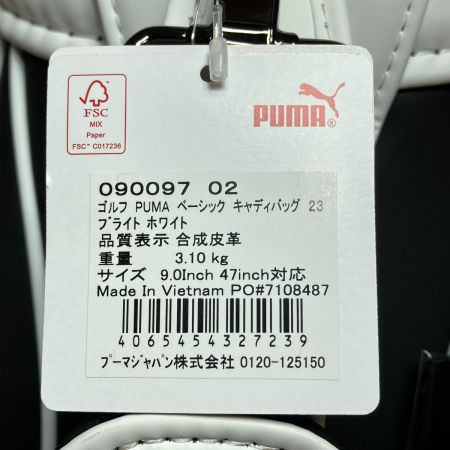 FSC
MIX
Paper
FSC™ C017236
PUMA®
090097 02
ゴルフ PUMA ベーシック キャディバッグ 23
ブライト ホワイト
品質表示 合成皮革
重量 3.10 kg
サイズ 9.0Inch 47inch対応
Made In Vietnam PO#7108487
4065454327239
プーマジャパン株式会社 0120-125150